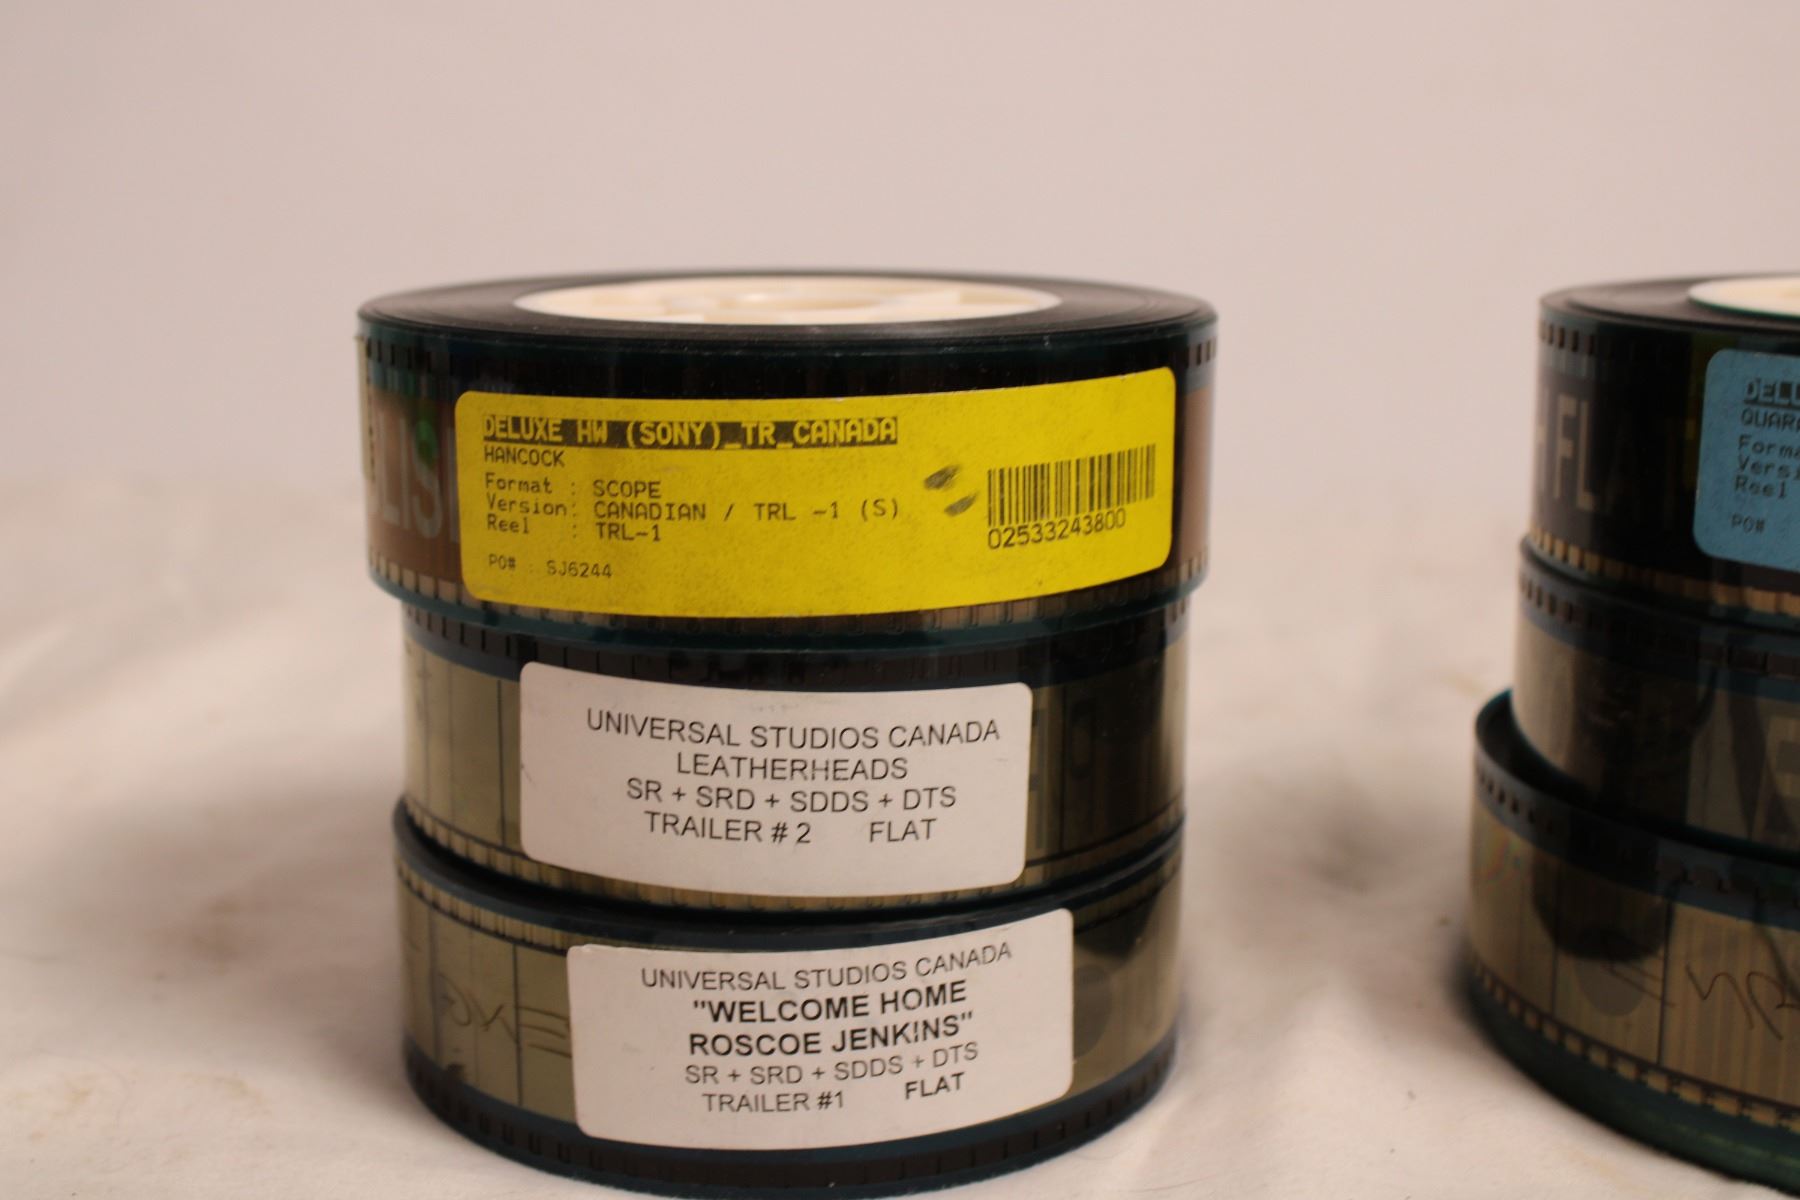 DELUXE HW (SONY)_TR_CANADA
HANCOCK
Format : SCOPE
Version: CANADIAN / TRL -1 (S)
Reel : TRL-1
PO# : SJ6244
02533243800
UNIVERSAL STUDIOS CANADA
LEATHERHEADS
SR + SRD + SDDS + DTS
TRAILER # 2 FLAT
UNIVERSAL STUDIOS CANADA
"WELCOME HOME
ROSCOE JENKINS"
SR + SRD + SDDS + DTS
TRAILER #1 FLAT
PO#